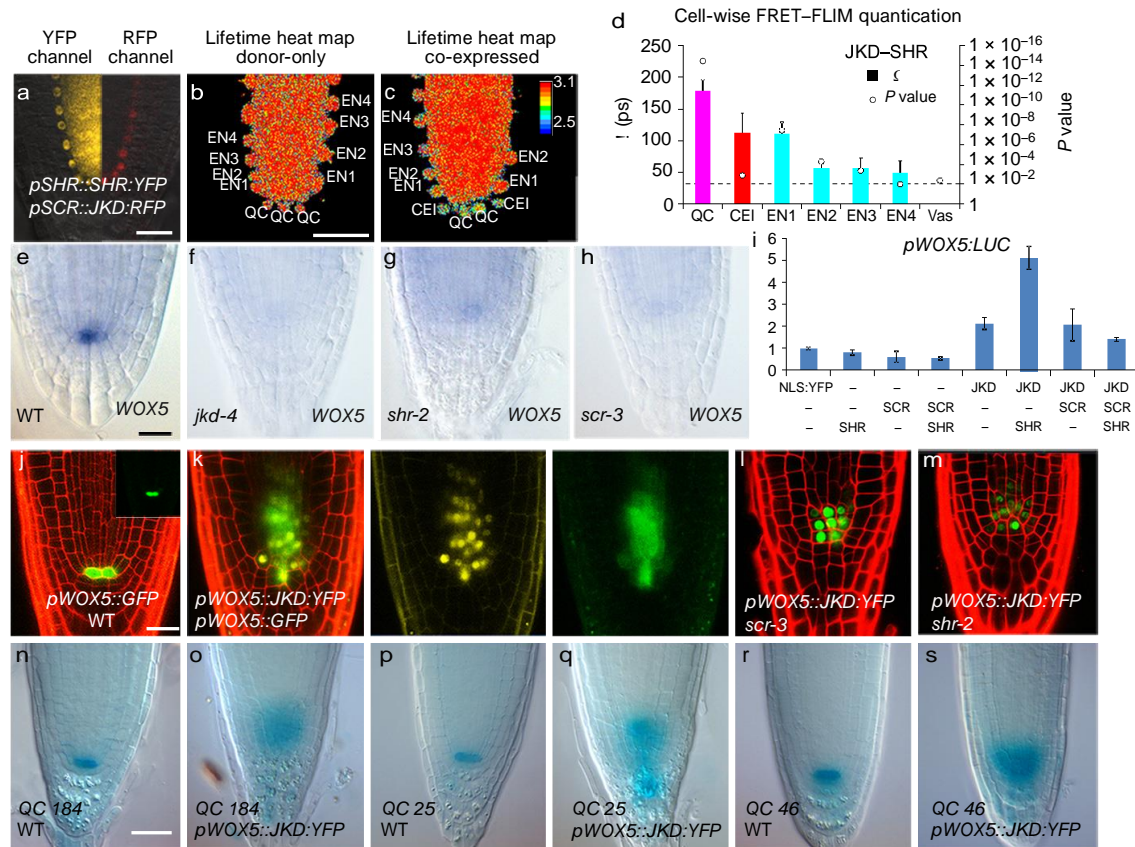 YFP channel
RFP channel
Lifetime heat map donor-only
Lifetime heat map co-expressed
a
pSHR::SHR:YFP
pSCR::JKD:RFP
b
EN4
EN3
EN2
EN1
EN4
EN3
EN2
EN1
QC QC QC
c
3.1
2.5
EN4
EN3
EN2
EN1
EN2
EN1
CEI
CEI
QC QC QC
d
Cell-wise FRET–FLIM quantication
JKD–SHR
P value
! (ps)
250
200
150
100
50
0
1 × 10–16
1 × 10–14
1 × 10–12
1 × 10–10
1 × 10–8
1 × 10–6
1 × 10–4
1 × 10–2
1
P value
QC CEI EN1 EN2 EN3 EN4 Vas
e
WT
WOX5
f
jkd-4
WOX5
g
shr-2
WOX5
h
scr-3
WOX5
i
pWOX5:LUC
6
5
4
3
2
1
0
NLS:YFP – – – JKD JKD JKD JKD
– – SCR SCR – – SCR SCR
– SHR – SHR – SHR – SHR
j
pWOX5::GFP
WT
k
pWOX5::JKD:YFP
pWOX5::GFP
l
pWOX5::JKD:YFP
scr-3
m
pWOX5::JKD:YFP
shr-2
n
QC 184
WT
o
QC 184
pWOX5::JKD:YFP
p
QC 25
WT
q
QC 25
pWOX5::JKD:YFP
r
QC 46
WT
s
QC 46
pWOX5::JKD:YFP